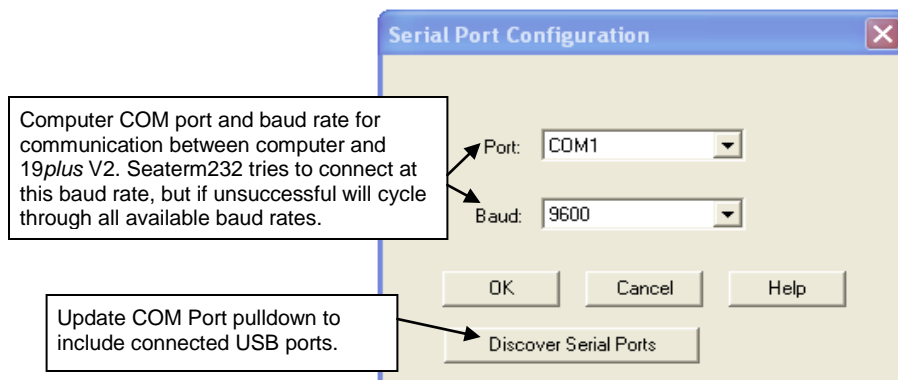 Serial Port Configuration
Computer COM port and baud rate for
communication between computer and
19plus V2. Seaterm232 tries to connect at
this baud rate, but if unsuccessful will cycle
through all available baud rates.
Port: COM1
Baud: 9600
OK Cancel Help
Update COM Port pulldown to
include connected USB ports.
Discover Serial Ports